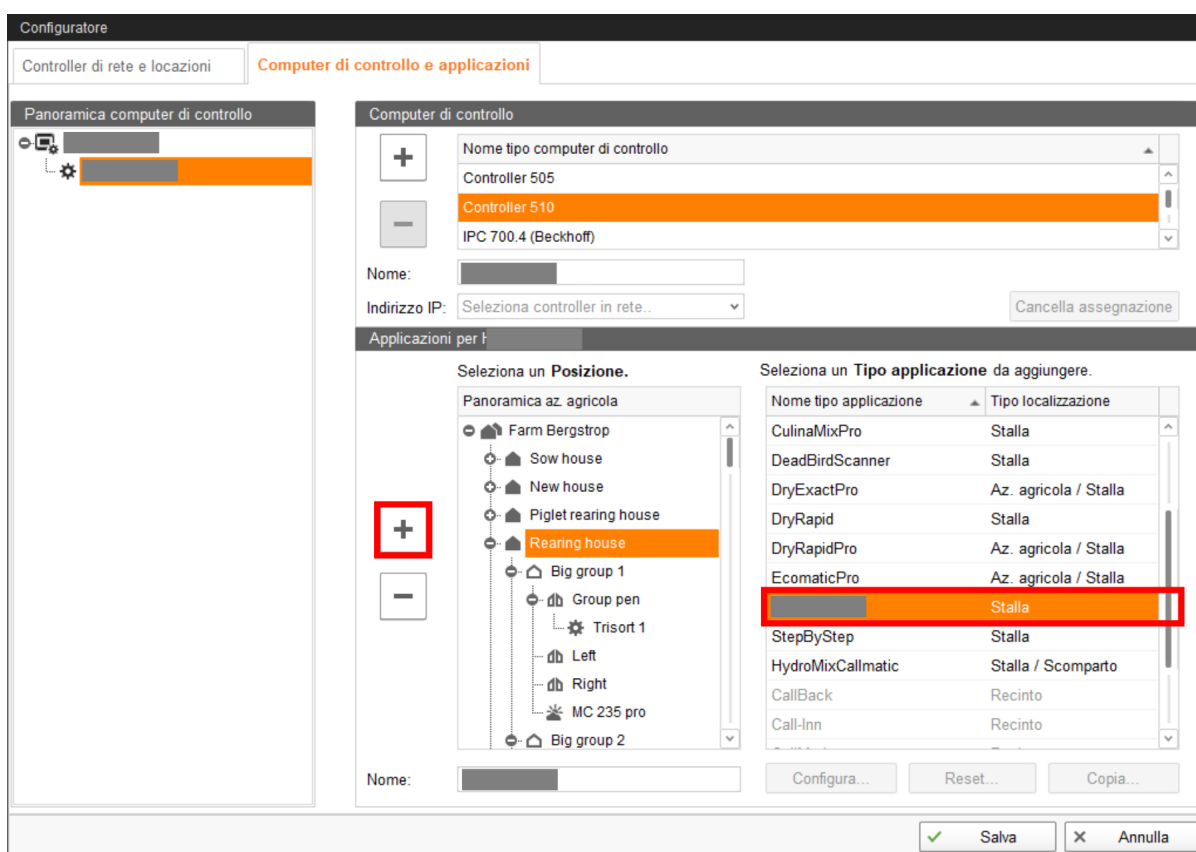 Configuratore
Controller di rete e locazioni
Computer di controllo e applicazioni
Panoramica computer di controllo
Computer di controllo
Nome tipo computer di controllo
Controller 505
Controller 510
IPC 700.4 (Beckhoff)
Nome:
Indirizzo IP: Seleziona controller in rete.. Cancella assegnazione
Applicazioni per
Seleziona un Posizione.
Panoramica az. agricola
Farm Bergstrop
Sow house
New house
Piglet rearing house
Rearing house
Big group 1
Group pen
Trisort 1
Left
Right
MC 235 pro
Big group 2
Nome:
Seleziona un Tipo applicazione da aggiungere.
Nome tipo applicazione Tipo localizzazione
CulinaMixPro Stalla
DeadBirdScanner Stalla
DryExactPro Az. agricola / Stalla
DryRapid Stalla
DryRapidPro Az. agricola / Stalla
EcomaticPro Az. agricola / Stalla
Stalla
StepByStep Stalla
HydroMixCallmatic Stalla / Scomparto
CallBack Recinto
Call-Inn Recinto
Configura... Reset... Copia...
Salva Annulla